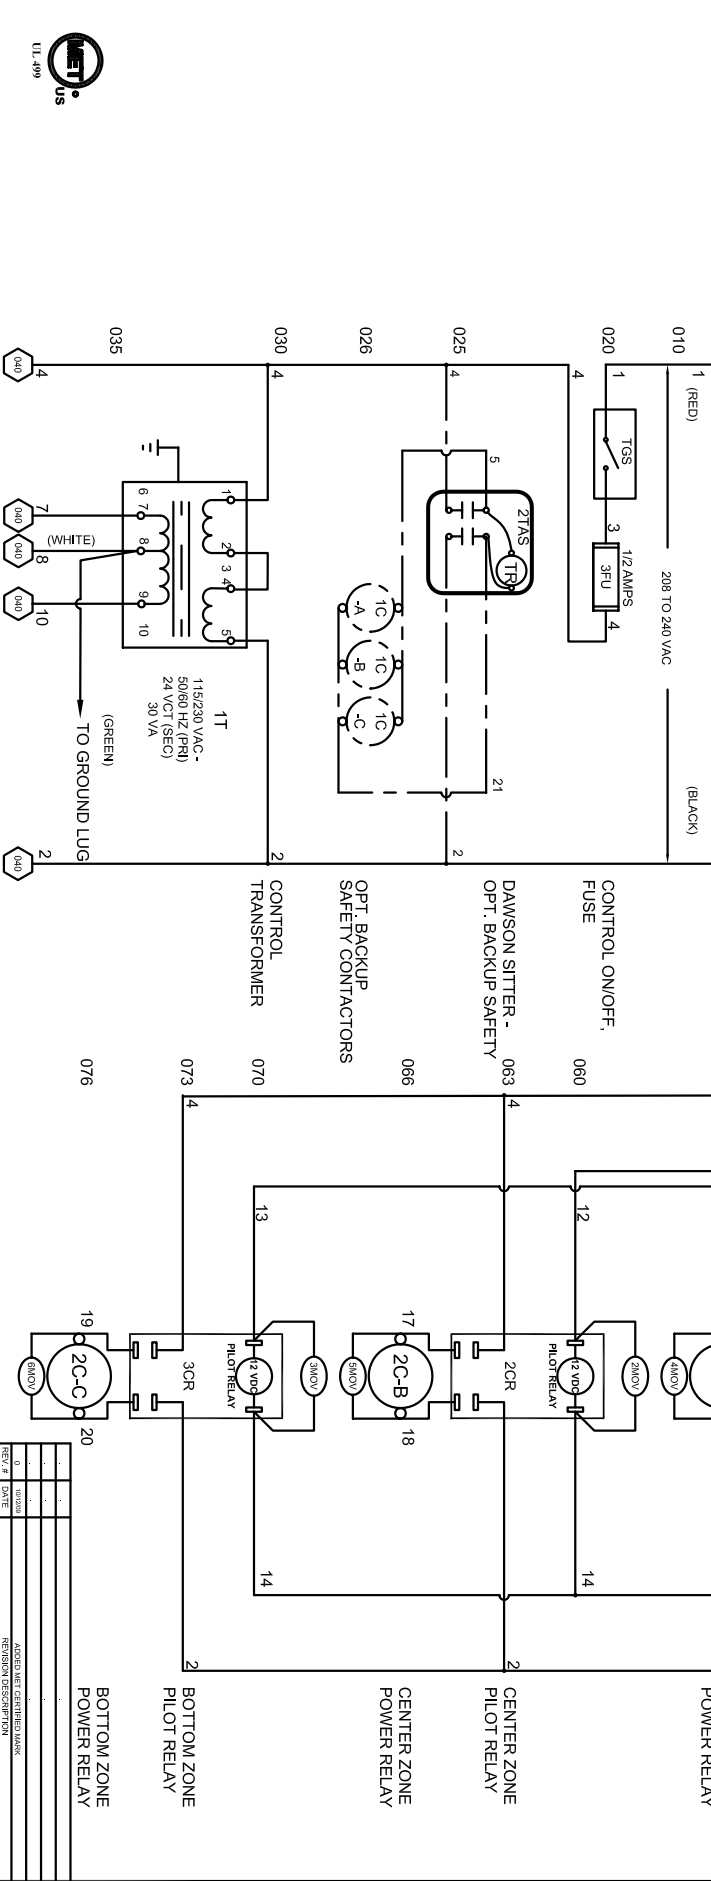 010
1
(RED)
208 TO 240 VAC
(BLACK)
020
1
TGS
3
1/2 AMPS
3FU
4
CONTROL ON/OFF,
FUSE
4
025
4
5
2TAS
TR
21
2
DAWSON SITTER -
OPT. BACKUP SAFETY
026
1C
-A
1C
-B
1C
-C
OPT. BACKUP
SAFETY CONTACTORS
030
4
1
2
3
4
5
2
CONTROL
TRANSFORMER
035
6
7
8
9
10
1T
115/230 VAC -
50/60 HZ (PRI)
24 VCT (SEC)
30 VA
(GREEN)
TO GROUND LUG
(WHITE)
4
7
8
10
2
040
040
040
040
040
MET
C
US
UL 499
4MOV
POWER RELAY
060
12
2MOV
12 VDC
PILOT RELAY
14
063
4
2CR
2
CENTER ZONE
PILOT RELAY
066
17
2C-B
18
5MOV
CENTER ZONE
POWER RELAY
070
13
3MOV
12 VDC
PILOT RELAY
14
073
4
3CR
2
BOTTOM ZONE
PILOT RELAY
076
19
2C-C
20
6MOV
BOTTOM ZONE
POWER RELAY
0
10/12/09
ADDED MET CERTIFIED MARK
REV. #
DATE
REVISION DESCRIPTION